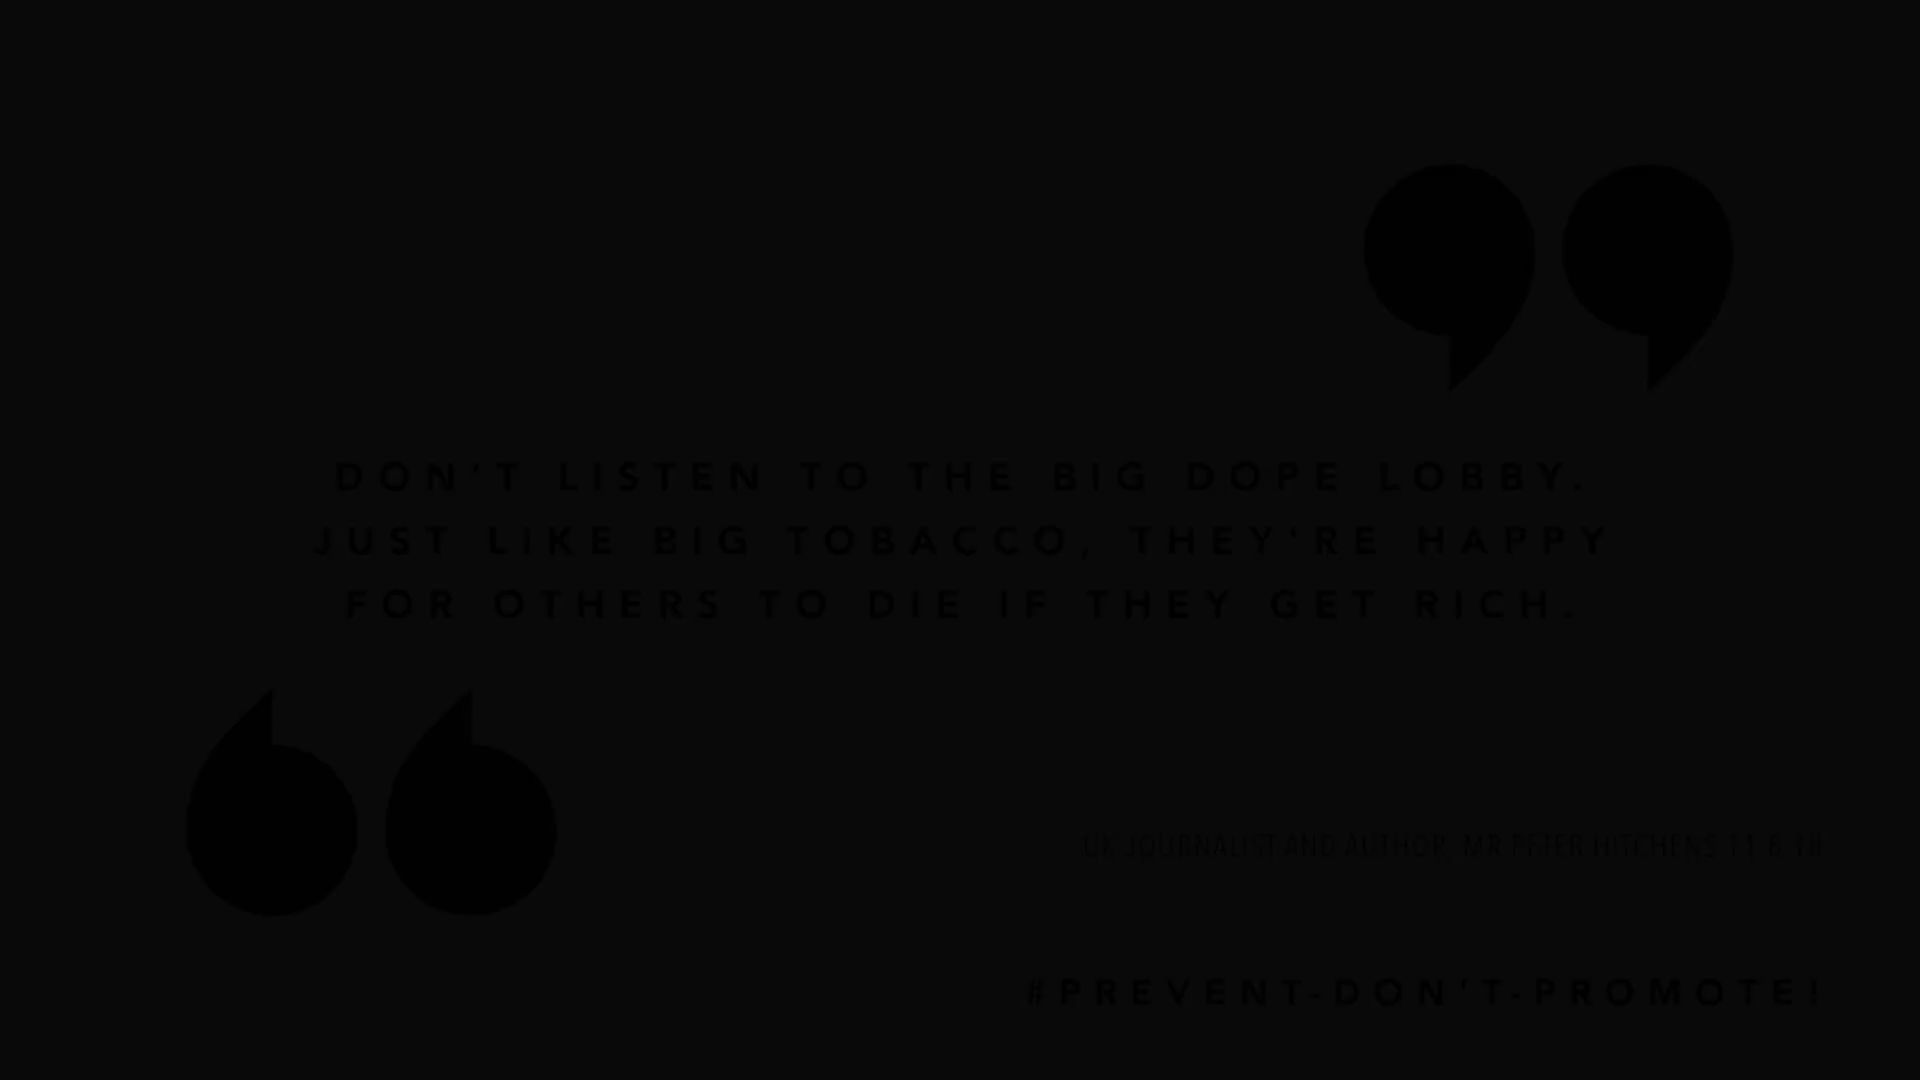 DON'T LISTEN TO THE BIG DOPE LOBBY.
JUST LIKE BIG TOBACCO, THEY'RE HAPPY
FOR OTHERS TO DIE IF THEY GET RICH.
UK JOURNALIST AND AUTHOR, MR PETER HITCHENS
#PREVENT-DON'T-PROMOTE!